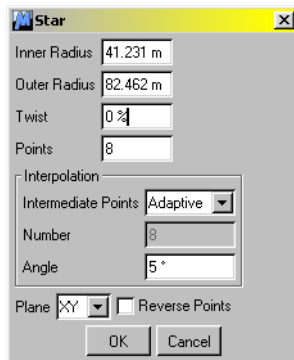 Star
Inner Radius 41.231 m
Outer Radius 82.462 m
Twist 0 %
Points 8
Interpolation
Intermediate Points Adaptive
Number 8
Angle 5 °
Plane XY Reverse Points
OK Cancel